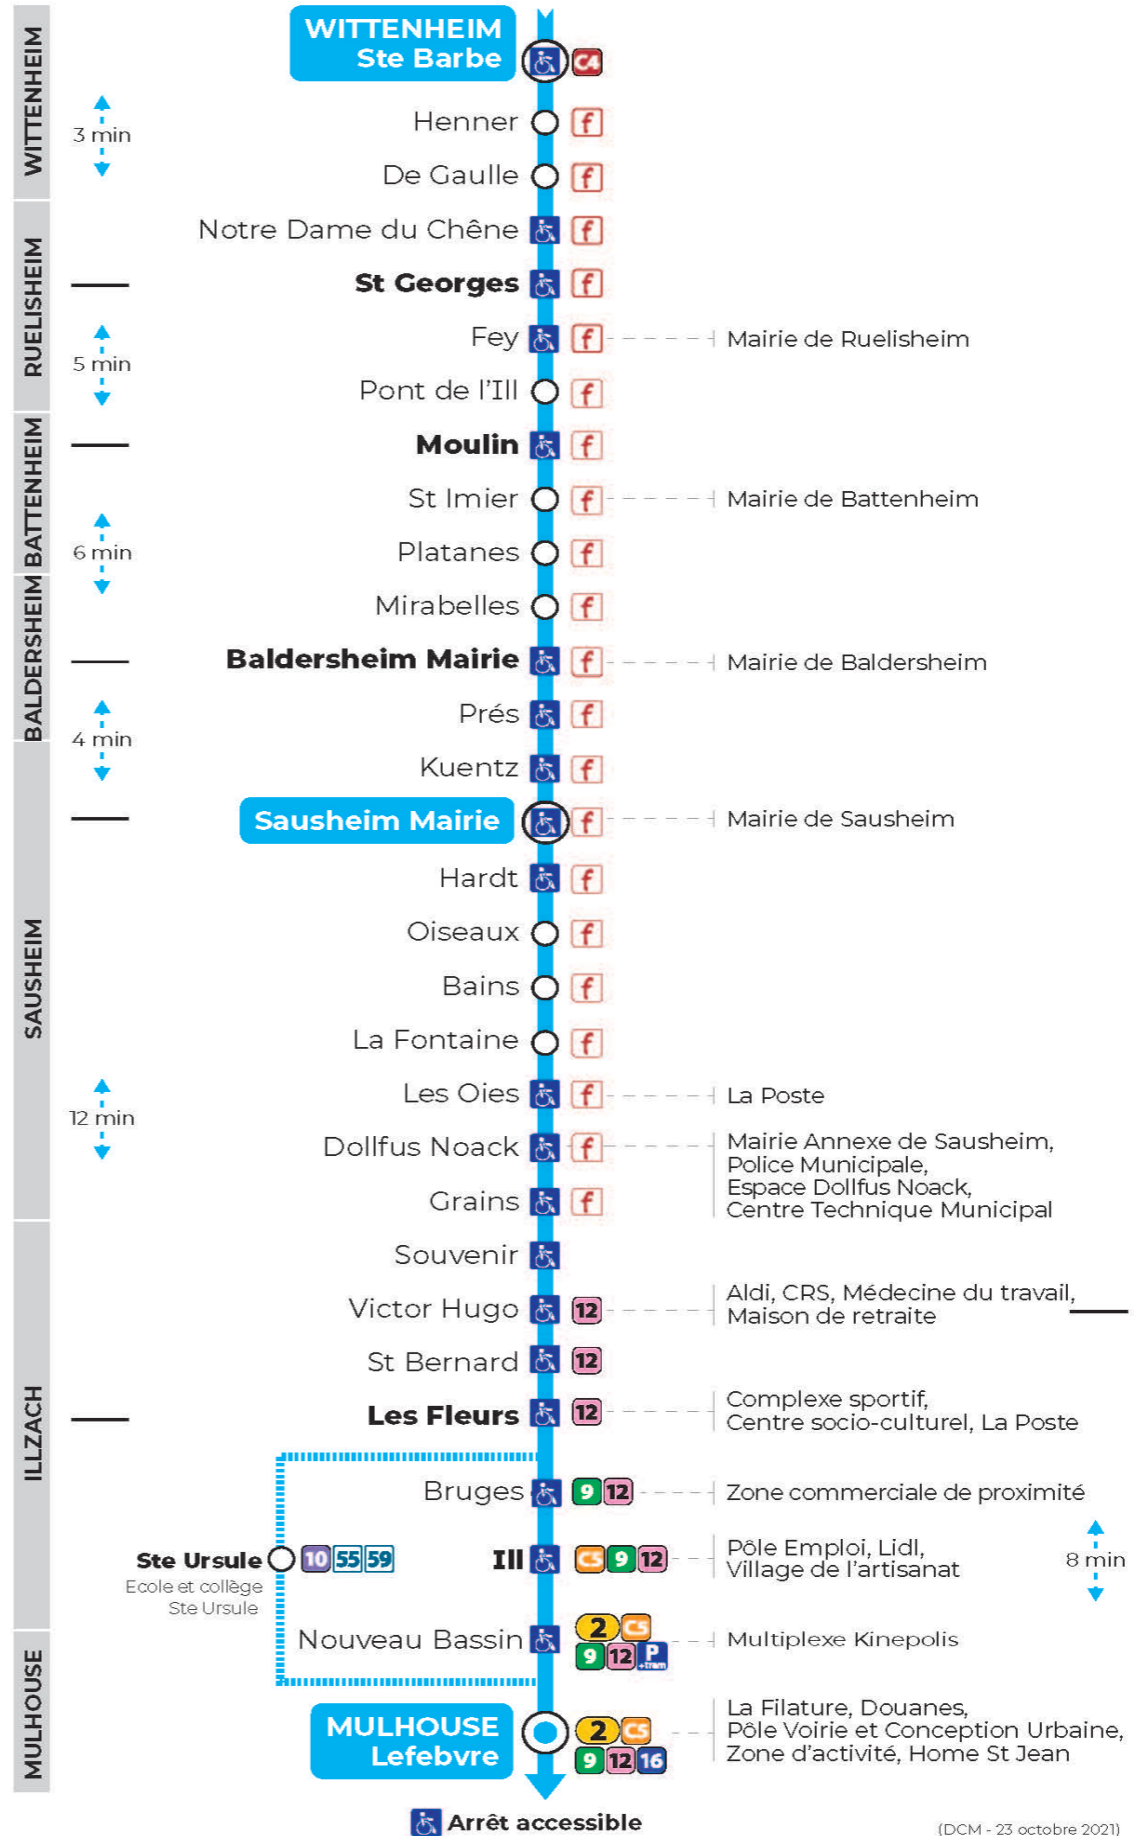 WITTENHEIM
WITTENHEIM
Ste Barbe
C4
Henner f
3 min
De Gaulle f
RUELISHEIM
Notre Dame du Chêne f
St Georges f
Fey f Mairie de Ruelisheim
5 min
Pont de l'Ill f
BATTENHEIM
Moulin f
St Imier f Mairie de Battenheim
6 min
Platanes f
BALDERSHEIM
Mirabelles f
Baldersheim Mairie f Mairie de Baldersheim
Prés f
4 min
SAUSHEIM
Kuentz f
Sausheim Mairie f Mairie de Sausheim
Hardt f
Oiseaux f
Bains f
La Fontaine f
Les Oies f La Poste
12 min
Dollfus Noack f Mairie Annexe de Sausheim,
Police Municipale,
Espace Dollfus Noack,
Centre Technique Municipal
Grains f
ILLZACH
Souvenir
Victor Hugo 12 Aldi, CRS, Médecine du travail,
Maison de retraite
St Bernard 12
Les Fleurs 12 Complexe sportif,
Centre socio-culturel, La Poste
Bruges 9 12 Zone commerciale de proximité
Ste Ursule 10 55 59
Ecole et collège
Ste Ursule
Ill C5 9 12 Pôle Emploi, Lidl,
Village de l'artisanat
8 min
MULHOUSE
Nouveau Bassin 2 C5
9 12 P
+tram
Multiplexe Kinepolis
MULHOUSE
Lefebvre
2 C5
9 12 16
La Filature, Douanes,
Pôle Voirie et Conception Urbaine,
Zone d'activité, Home St Jean
Arrêt accessible
(DCM - 23 octobre 2021)